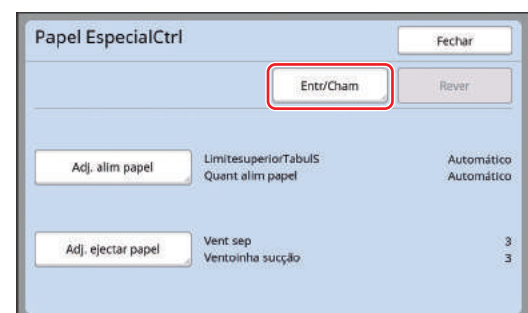 Papel EspecialCtrl
Fechar
Entr/Cham
Rever
Adj. alim papel
LimitesuperiorTabulS
Automático
Quant alim papel
Automático
Adj. ejectar papel
Vent sep
3
Ventoinha sucção
3